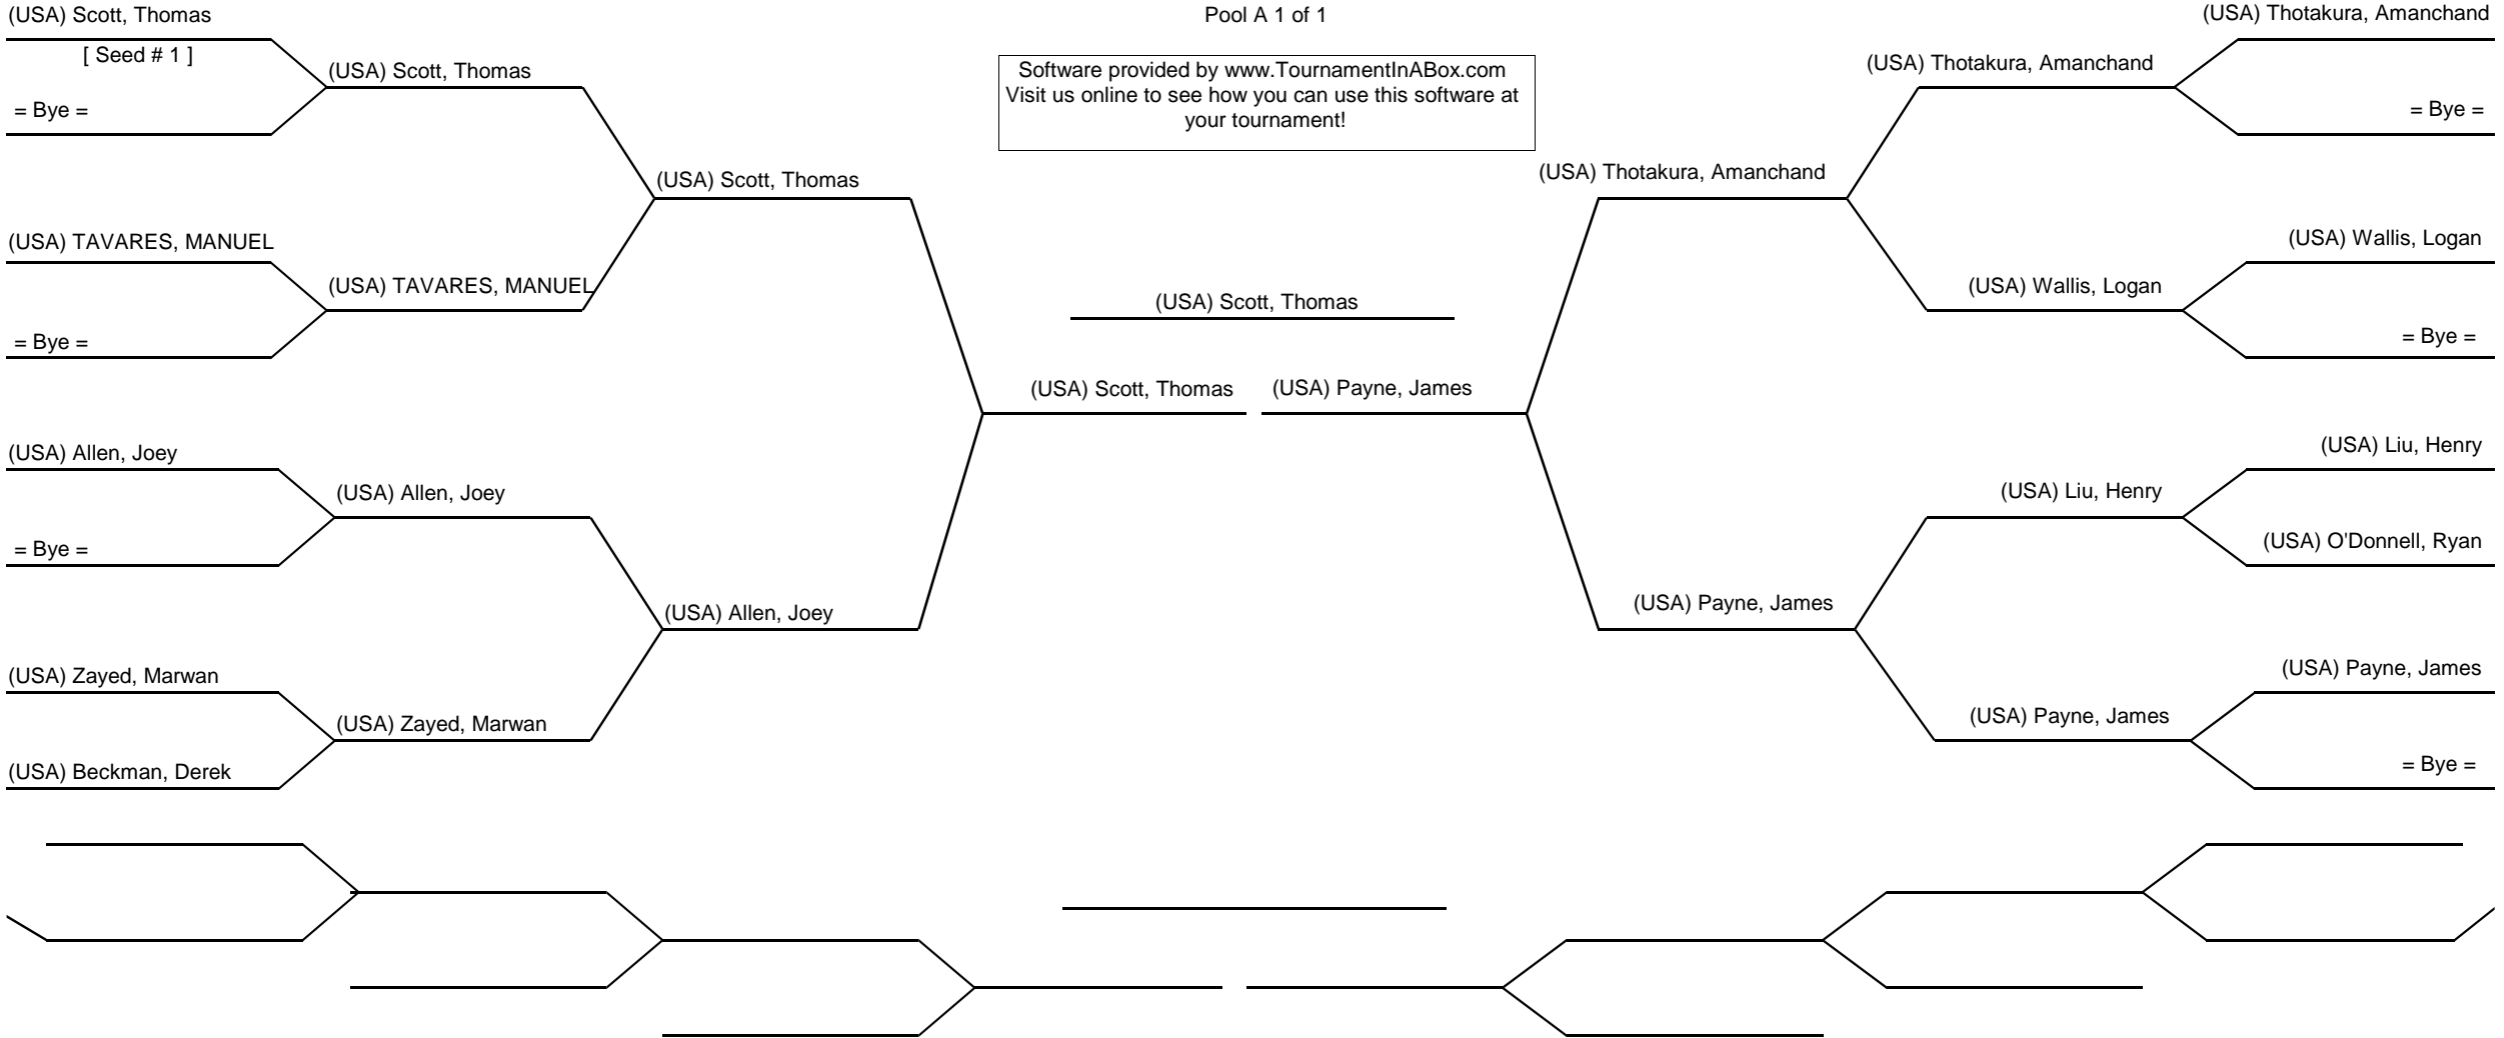 (USA) Scott, Thomas
[ Seed # 1 ]
= Bye =
(USA) TAVARES, MANUEL
= Bye =
(USA) Allen, Joey
= Bye =
(USA) Zayed, Marwan
(USA) Beckman, Derek
(USA) Scott, Thomas
(USA) TAVARES, MANUEL
(USA) Allen, Joey
(USA) Zayed, Marwan
(USA) Scott, Thomas
(USA) Allen, Joey
Pool A 1 of 1
Software provided by www.TournamentInABox.com
Visit us online to see how you can use this software at
your tournament!
(USA) Scott, Thomas
(USA) Scott, Thomas
(USA) Payne, James
(USA) Thotakura, Amanchand
(USA) Payne, James
(USA) Thotakura, Amanchand
(USA) Wallis, Logan
(USA) Liu, Henry
(USA) Payne, James
(USA) Thotakura, Amanchand
= Bye =
(USA) Wallis, Logan
= Bye =
(USA) Liu, Henry
(USA) O'Donnell, Ryan
(USA) Payne, James
= Bye =